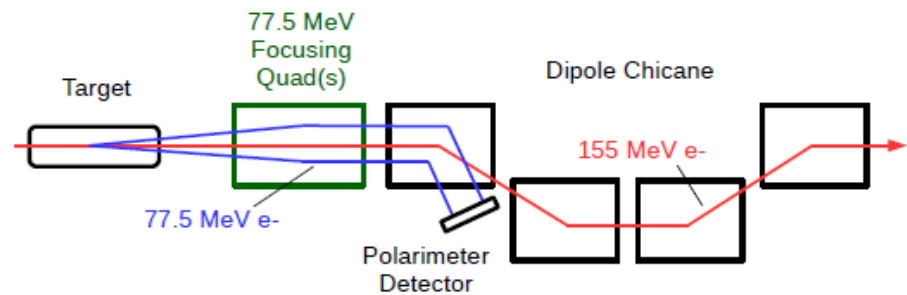 77.5 MeV
Focusing
Quad(s)
Target
Dipole Chicane
155 MeV e-
77.5 MeV e-
Polarimeter
Detector